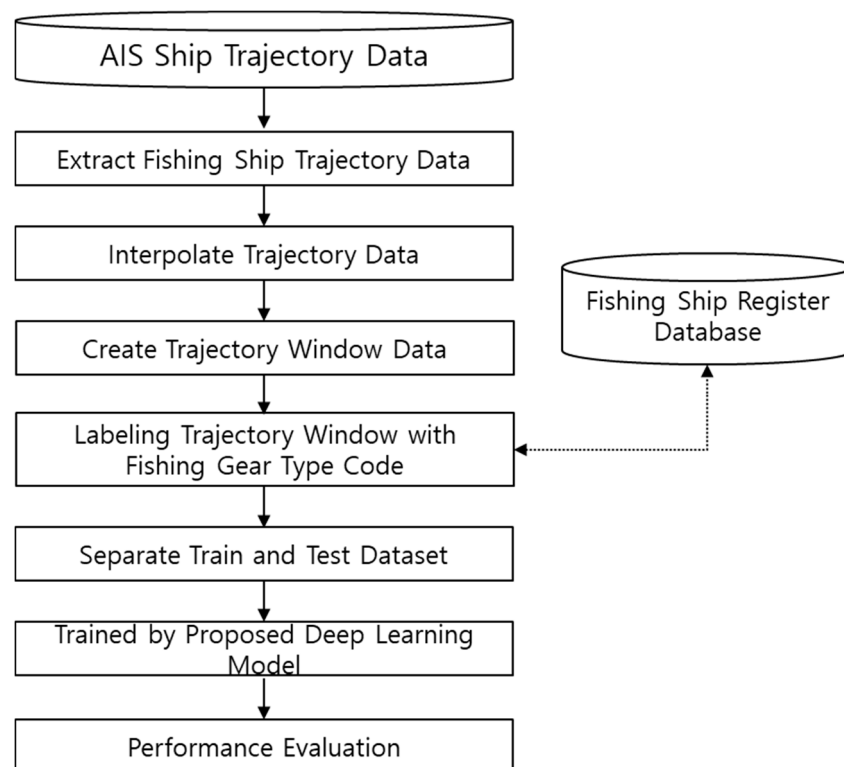 AIS Ship Trajectory Data
Extract Fishing Ship Trajectory Data
Interpolate Trajectory Data
Fishing Ship Register
Database
Create Trajectory Window Data
Labeling Trajectory Window with
Fishing Gear Type Code
Separate Train and Test Dataset
Trained by Proposed Deep Learning
Model
Performance Evaluation